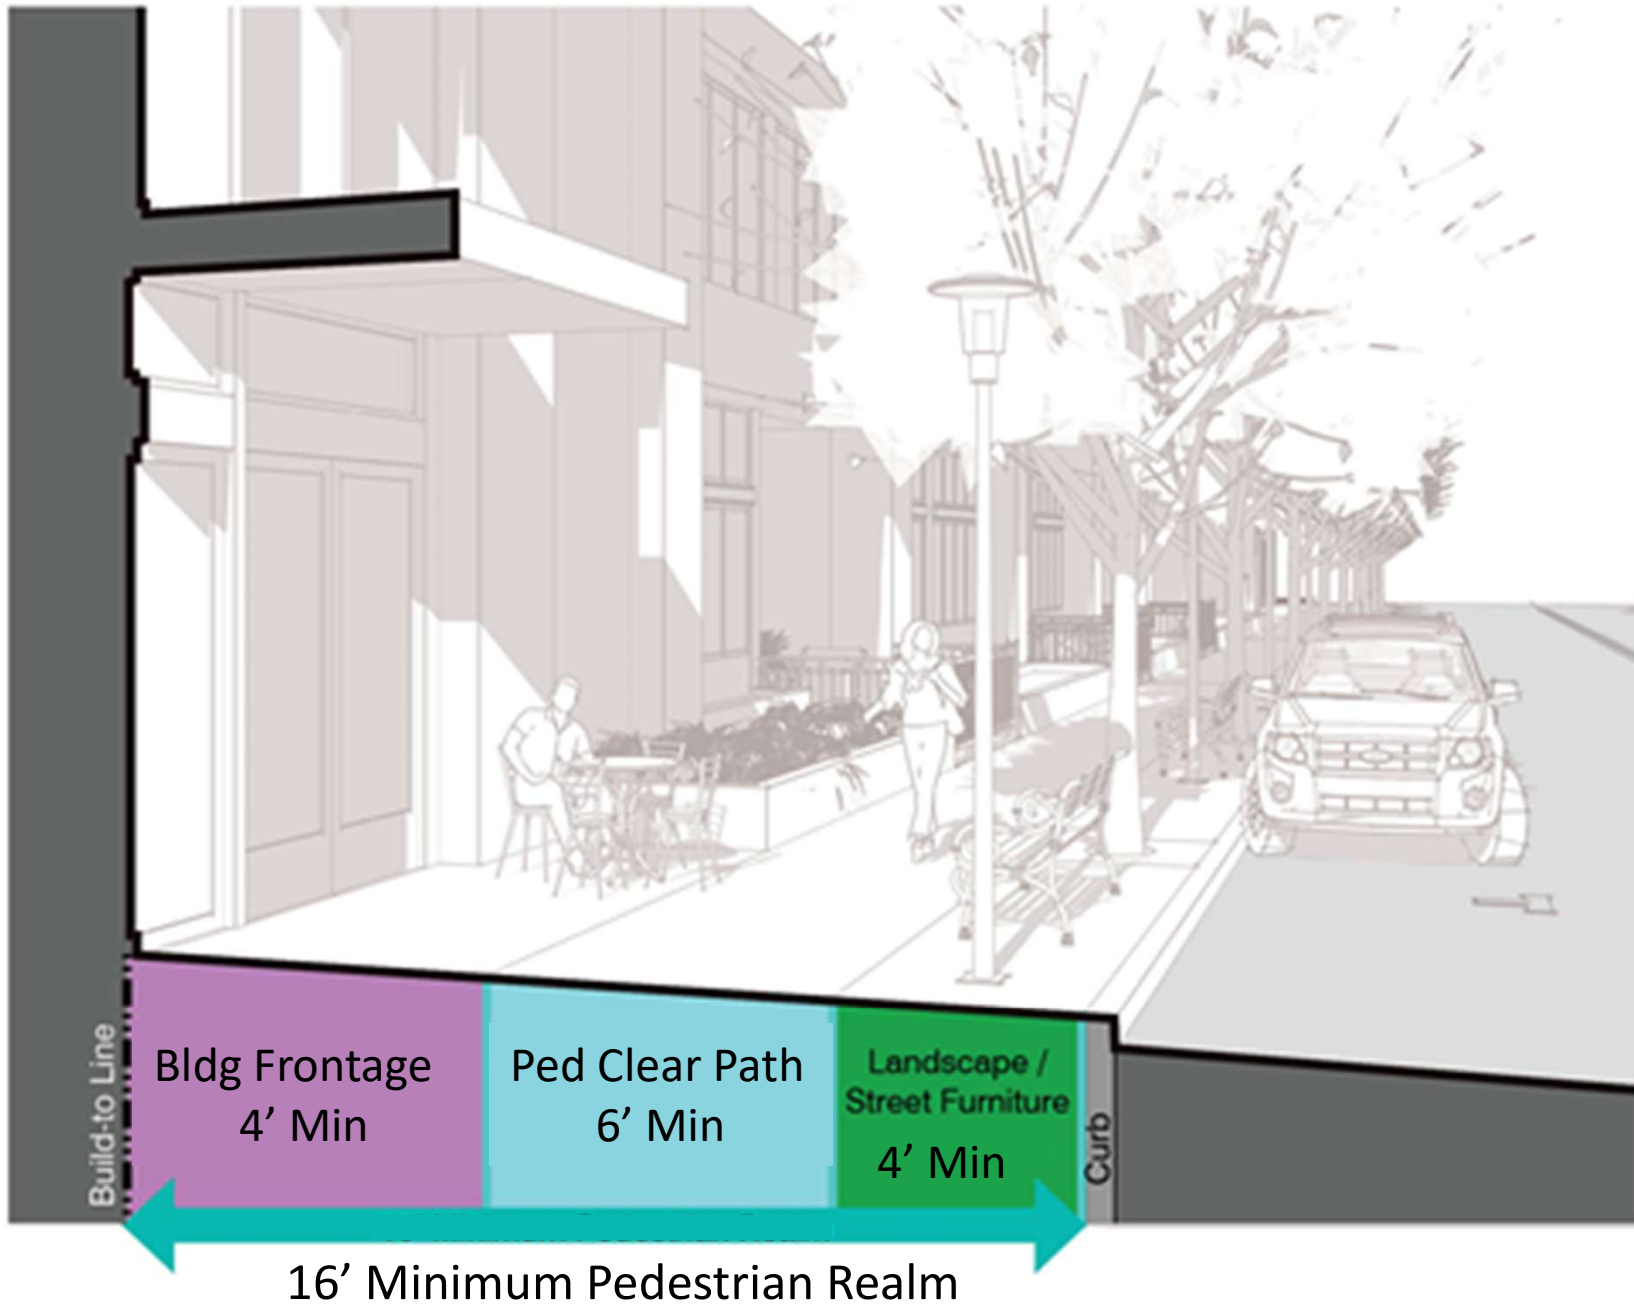 Build-to Line
Bldg Frontage
4’ Min
Ped Clear Path
6’ Min
Landscape /
Street Furniture
4’ Min
Curb
16’ Minimum Pedestrian Realm